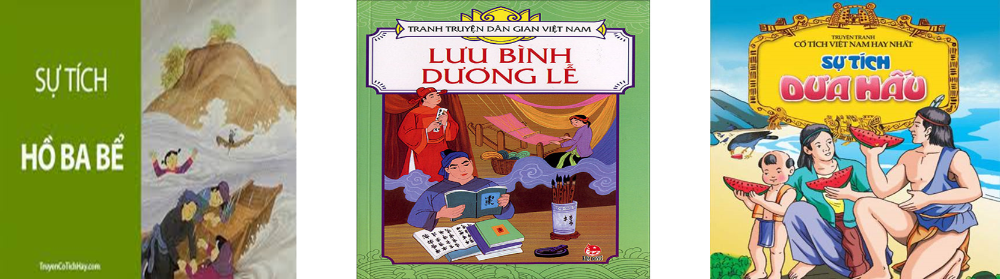 SỰ TÍCH
HỒ BA BỂ
TruyenCoTichHay.com
TRANH TRUYỆN DÂN GIAN VIỆT NAM
LƯU BÌNH
DƯƠNG LỄ
TRUYỆN TRANH
CỔ TÍCH VIỆT NAM HAY NHẤT
SỰ TÍCH
DƯA HẤU